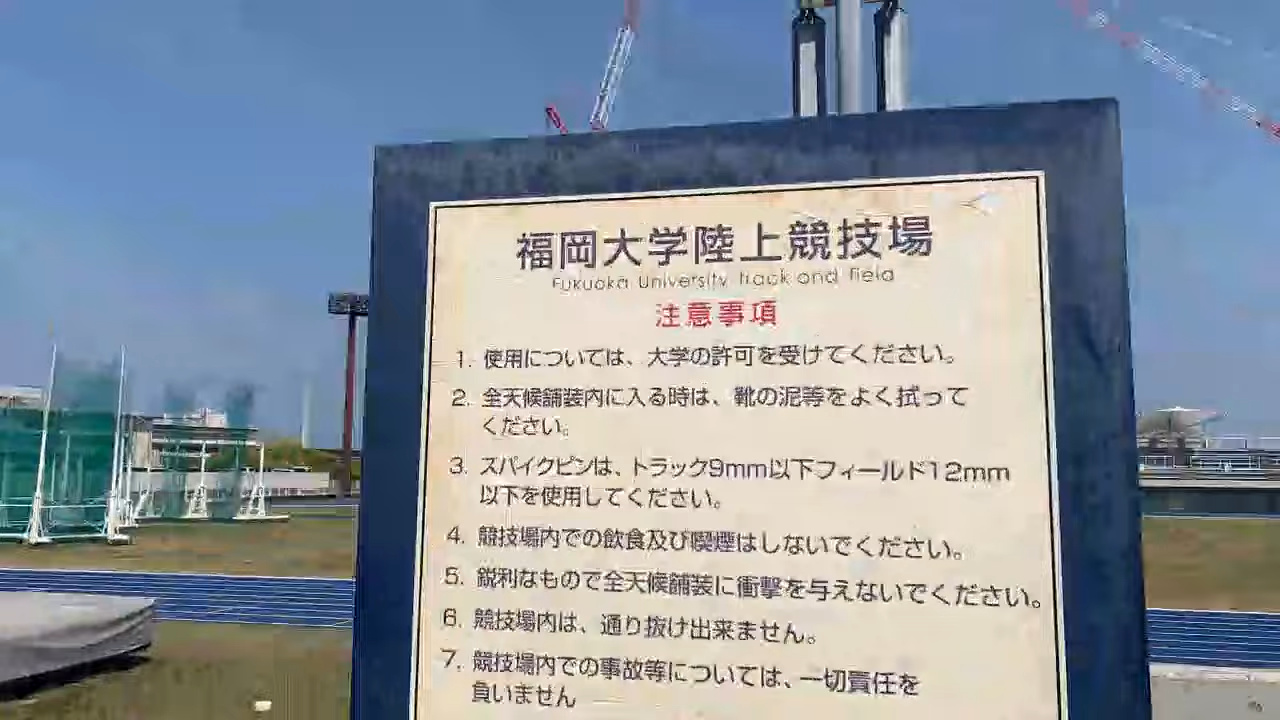 福岡大学陸上競技場
Fukuoka University track and field
注意事項
1. 使用については、大学の許可を受けてください。
2. 全天候舗装内に入る時は、靴の泥等をよく拭って
ください。
3. スパイクピンは、トラック9mm以下フィールド12mm
以下を使用してください。
4. 競技場内での飲食及び喫煙はしないでください。
5. 鋭利なもので全天候舗装に衝撃を与えないでください。
6. 競技場内は、通り抜け出来ません。
7. 競技場内での事故等については、一切責任を
負いません